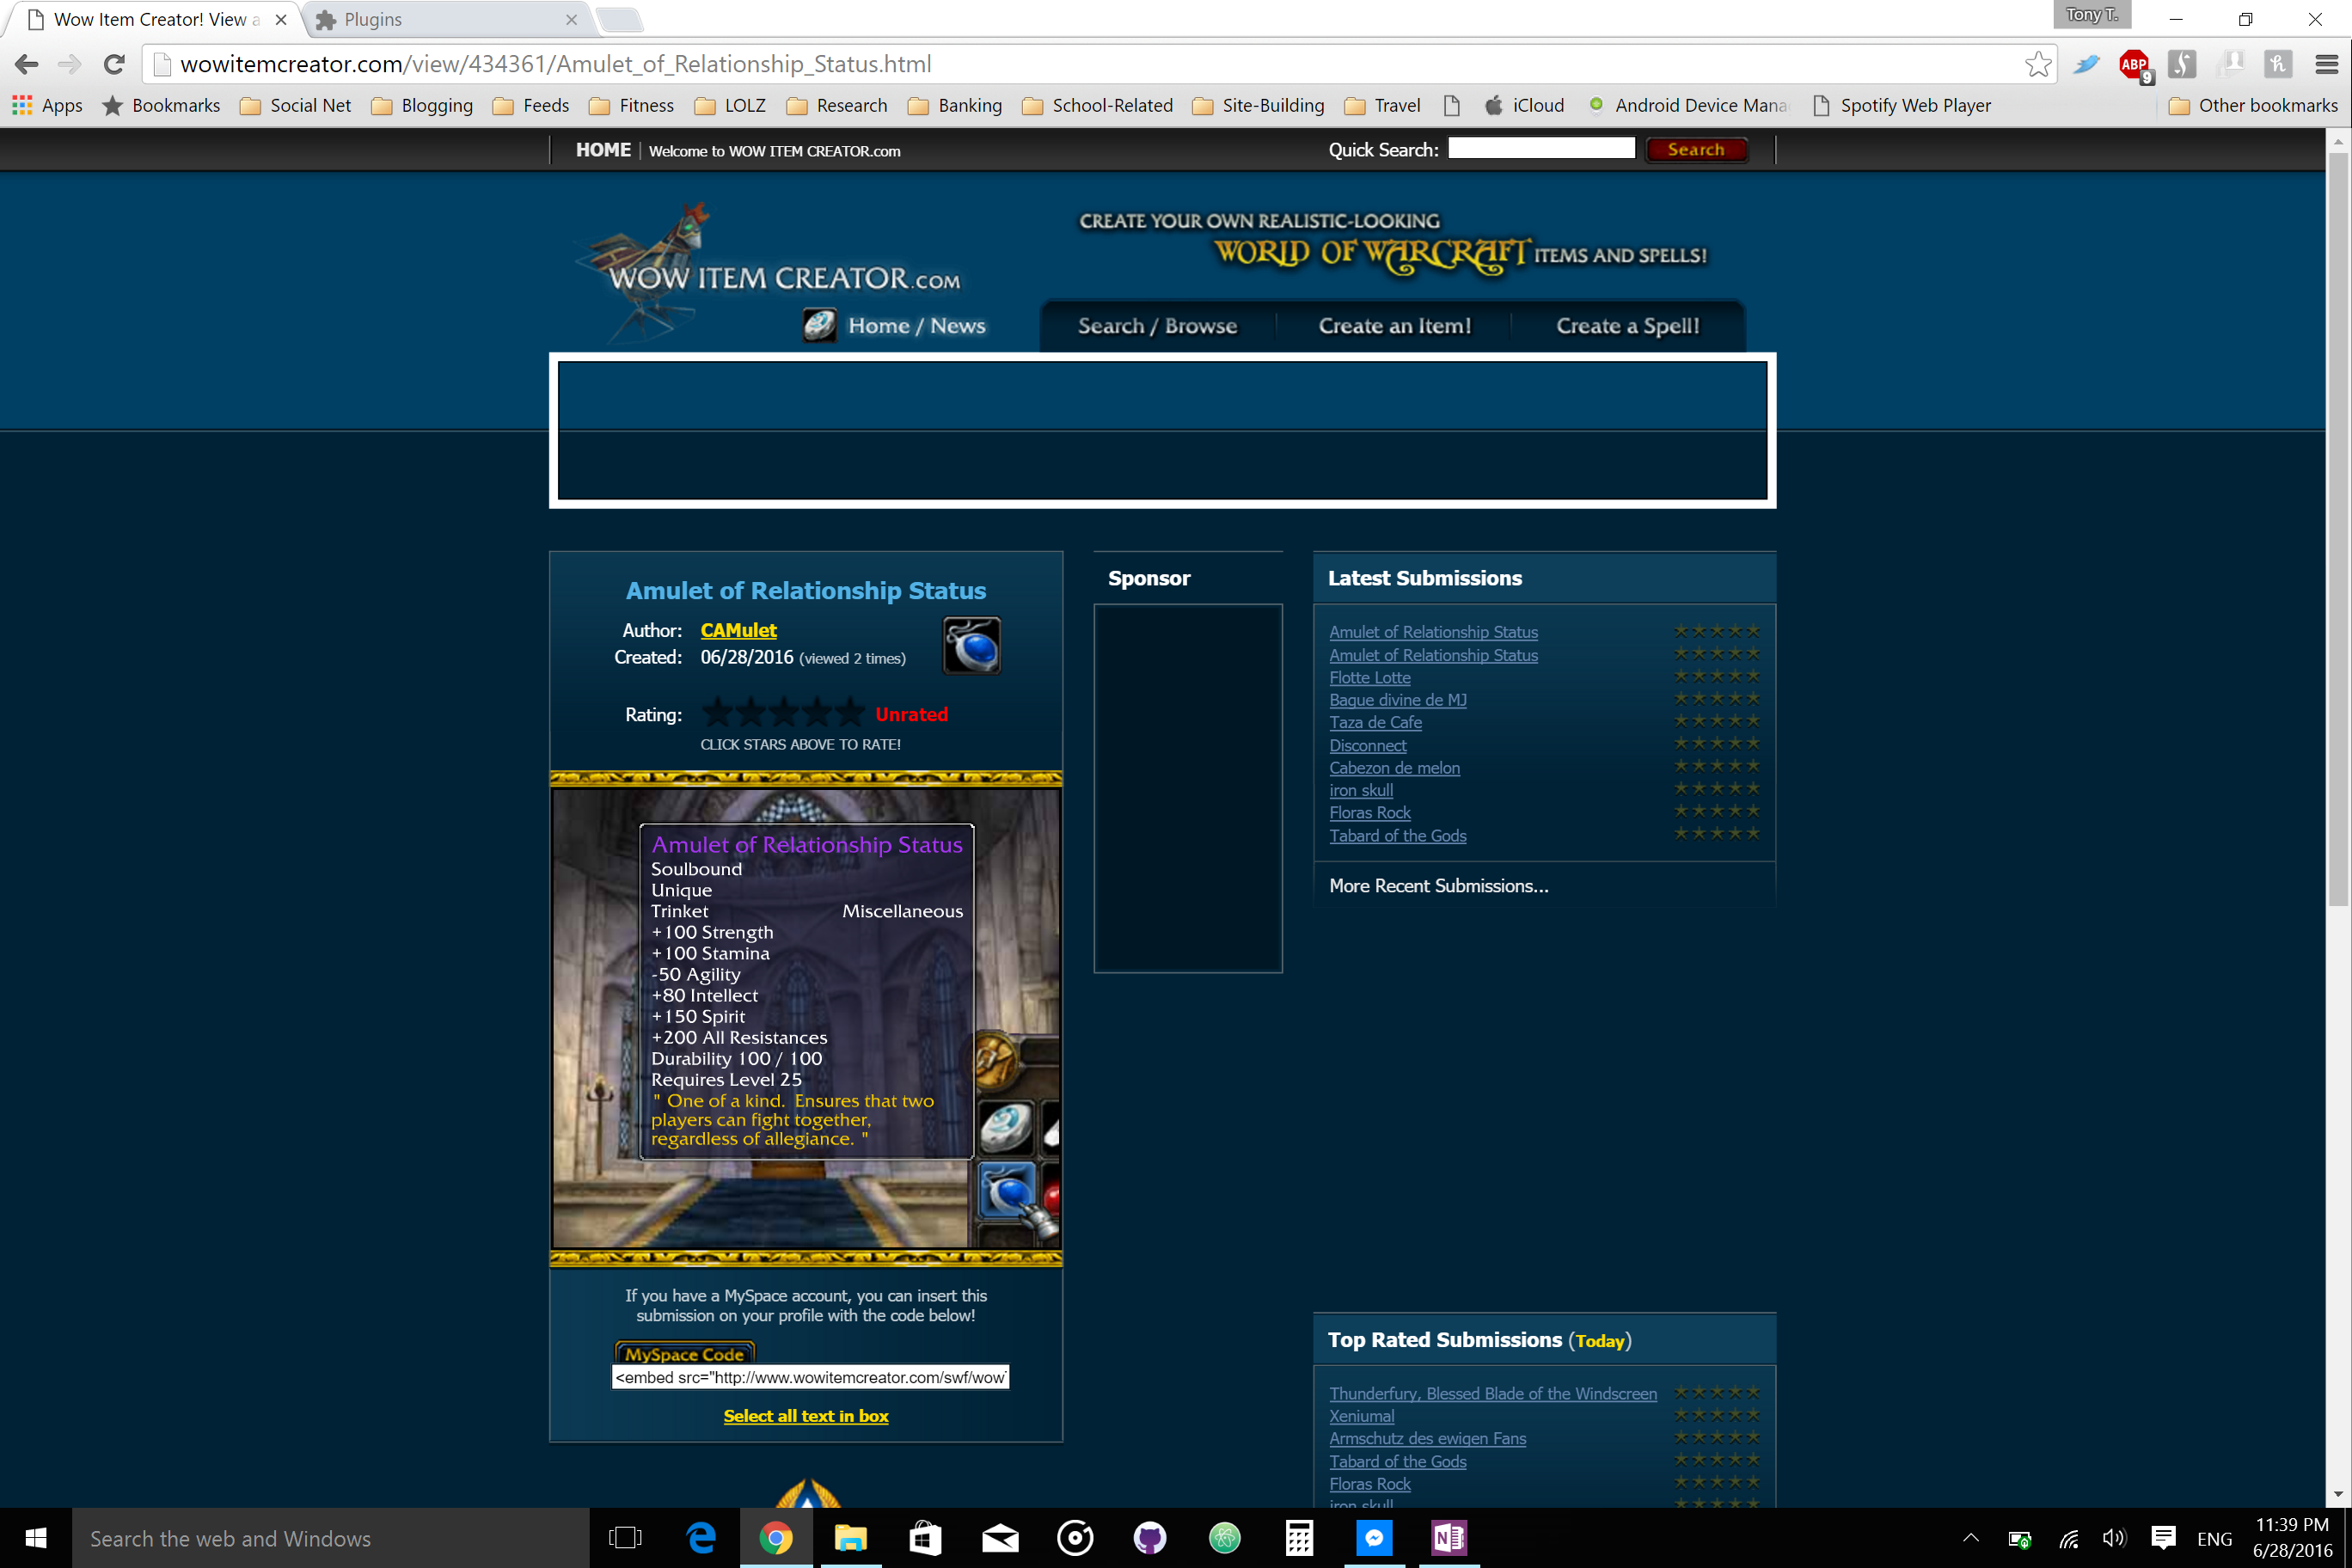 Wow Item Creator! View a
Plugins
Tony T.
wowitemcreator.com/view/434361/Amulet_of_Relationship_Status.html
ABP
9
Apps
Bookmarks
Social Net
Blogging
Feeds
Fitness
LOLZ
Research
Banking
School-Related
Site-Building
Travel
iCloud
Android Device Mana
Spotify Web Player
Other bookmarks
HOME | Welcome to WOW ITEM CREATOR.com
Quick Search:
Search
WOW ITEM CREATOR.COM
CREATE YOUR OWN REALISTIC-LOOKING
WORLD OF WARCRAFT ITEMS AND SPELLS!
Home / News
Search / Browse
Create an Item!
Create a Spell!
Amulet of Relationship Status
Author: CAMulet
Created: 06/28/2016 (viewed 2 times)
Rating: Unrated
CLICK STARS ABOVE TO RATE!
Amulet of Relationship Status
Soulbound
Unique
Trinket Miscellaneous
+100 Strength
+100 Stamina
-50 Agility
+80 Intellect
+150 Spirit
+200 All Resistances
Durability 100 / 100
Requires Level 25
" One of a kind. Ensures that two
players can fight together,
regardless of allegiance. "
If you have a MySpace account, you can insert this
submission on your profile with the code below!
MySpace Code
<embed src="http://www.wowitemcreator.com/swf/wow
Select all text in box
Sponsor
Latest Submissions
Amulet of Relationship Status
Amulet of Relationship Status
Flotte Lotte
Bague divine de MJ
Taza de Cafe
Disconnect
Cabezon de melon
iron skull
Floras Rock
Tabard of the Gods
More Recent Submissions...
Top Rated Submissions (Today)
Thunderfury, Blessed Blade of the Windscreen
Xeniumal
Armschutz des ewigen Fans
Tabard of the Gods
Floras Rock
iron skull
Search the web and Windows
ENG
11:39 PM
6/28/2016